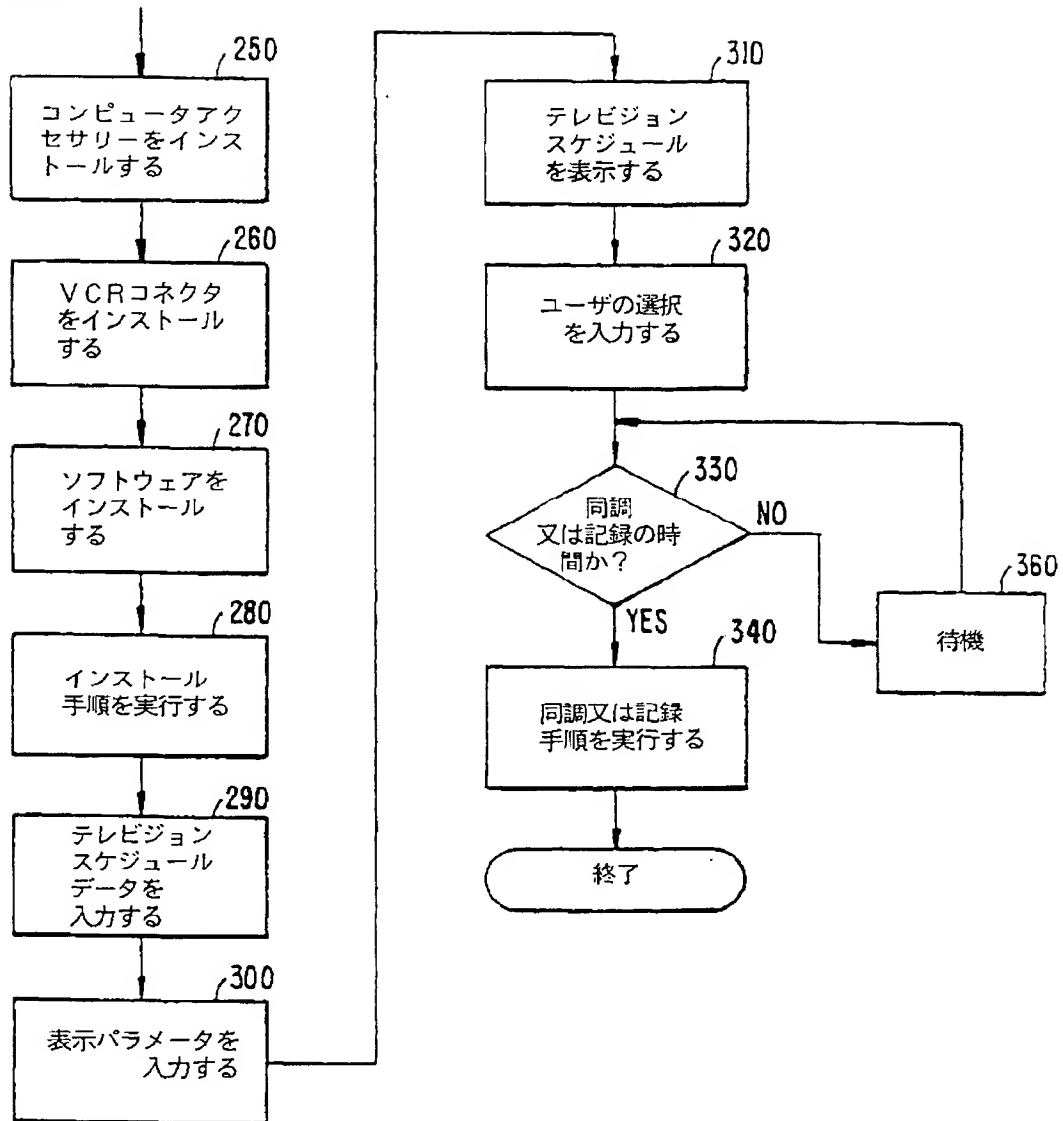 250
コンピュータアク
セサリーをインス
トールする
260
VCRコネクタ
をインストール
する
270
ソフトウェアを
インストール
する
280
インストール
手順を実行する
290
テレビジョン
スケジュール
データを
入力する
300
表示パラメータを
入力する
310
テレビジョン
スケジュール
を表示する
320
ユーザの選択
を入力する
330
同調
又は記録の時
間か?
NO
YES
360
待機
340
同調又は記録
手順を実行する
終了